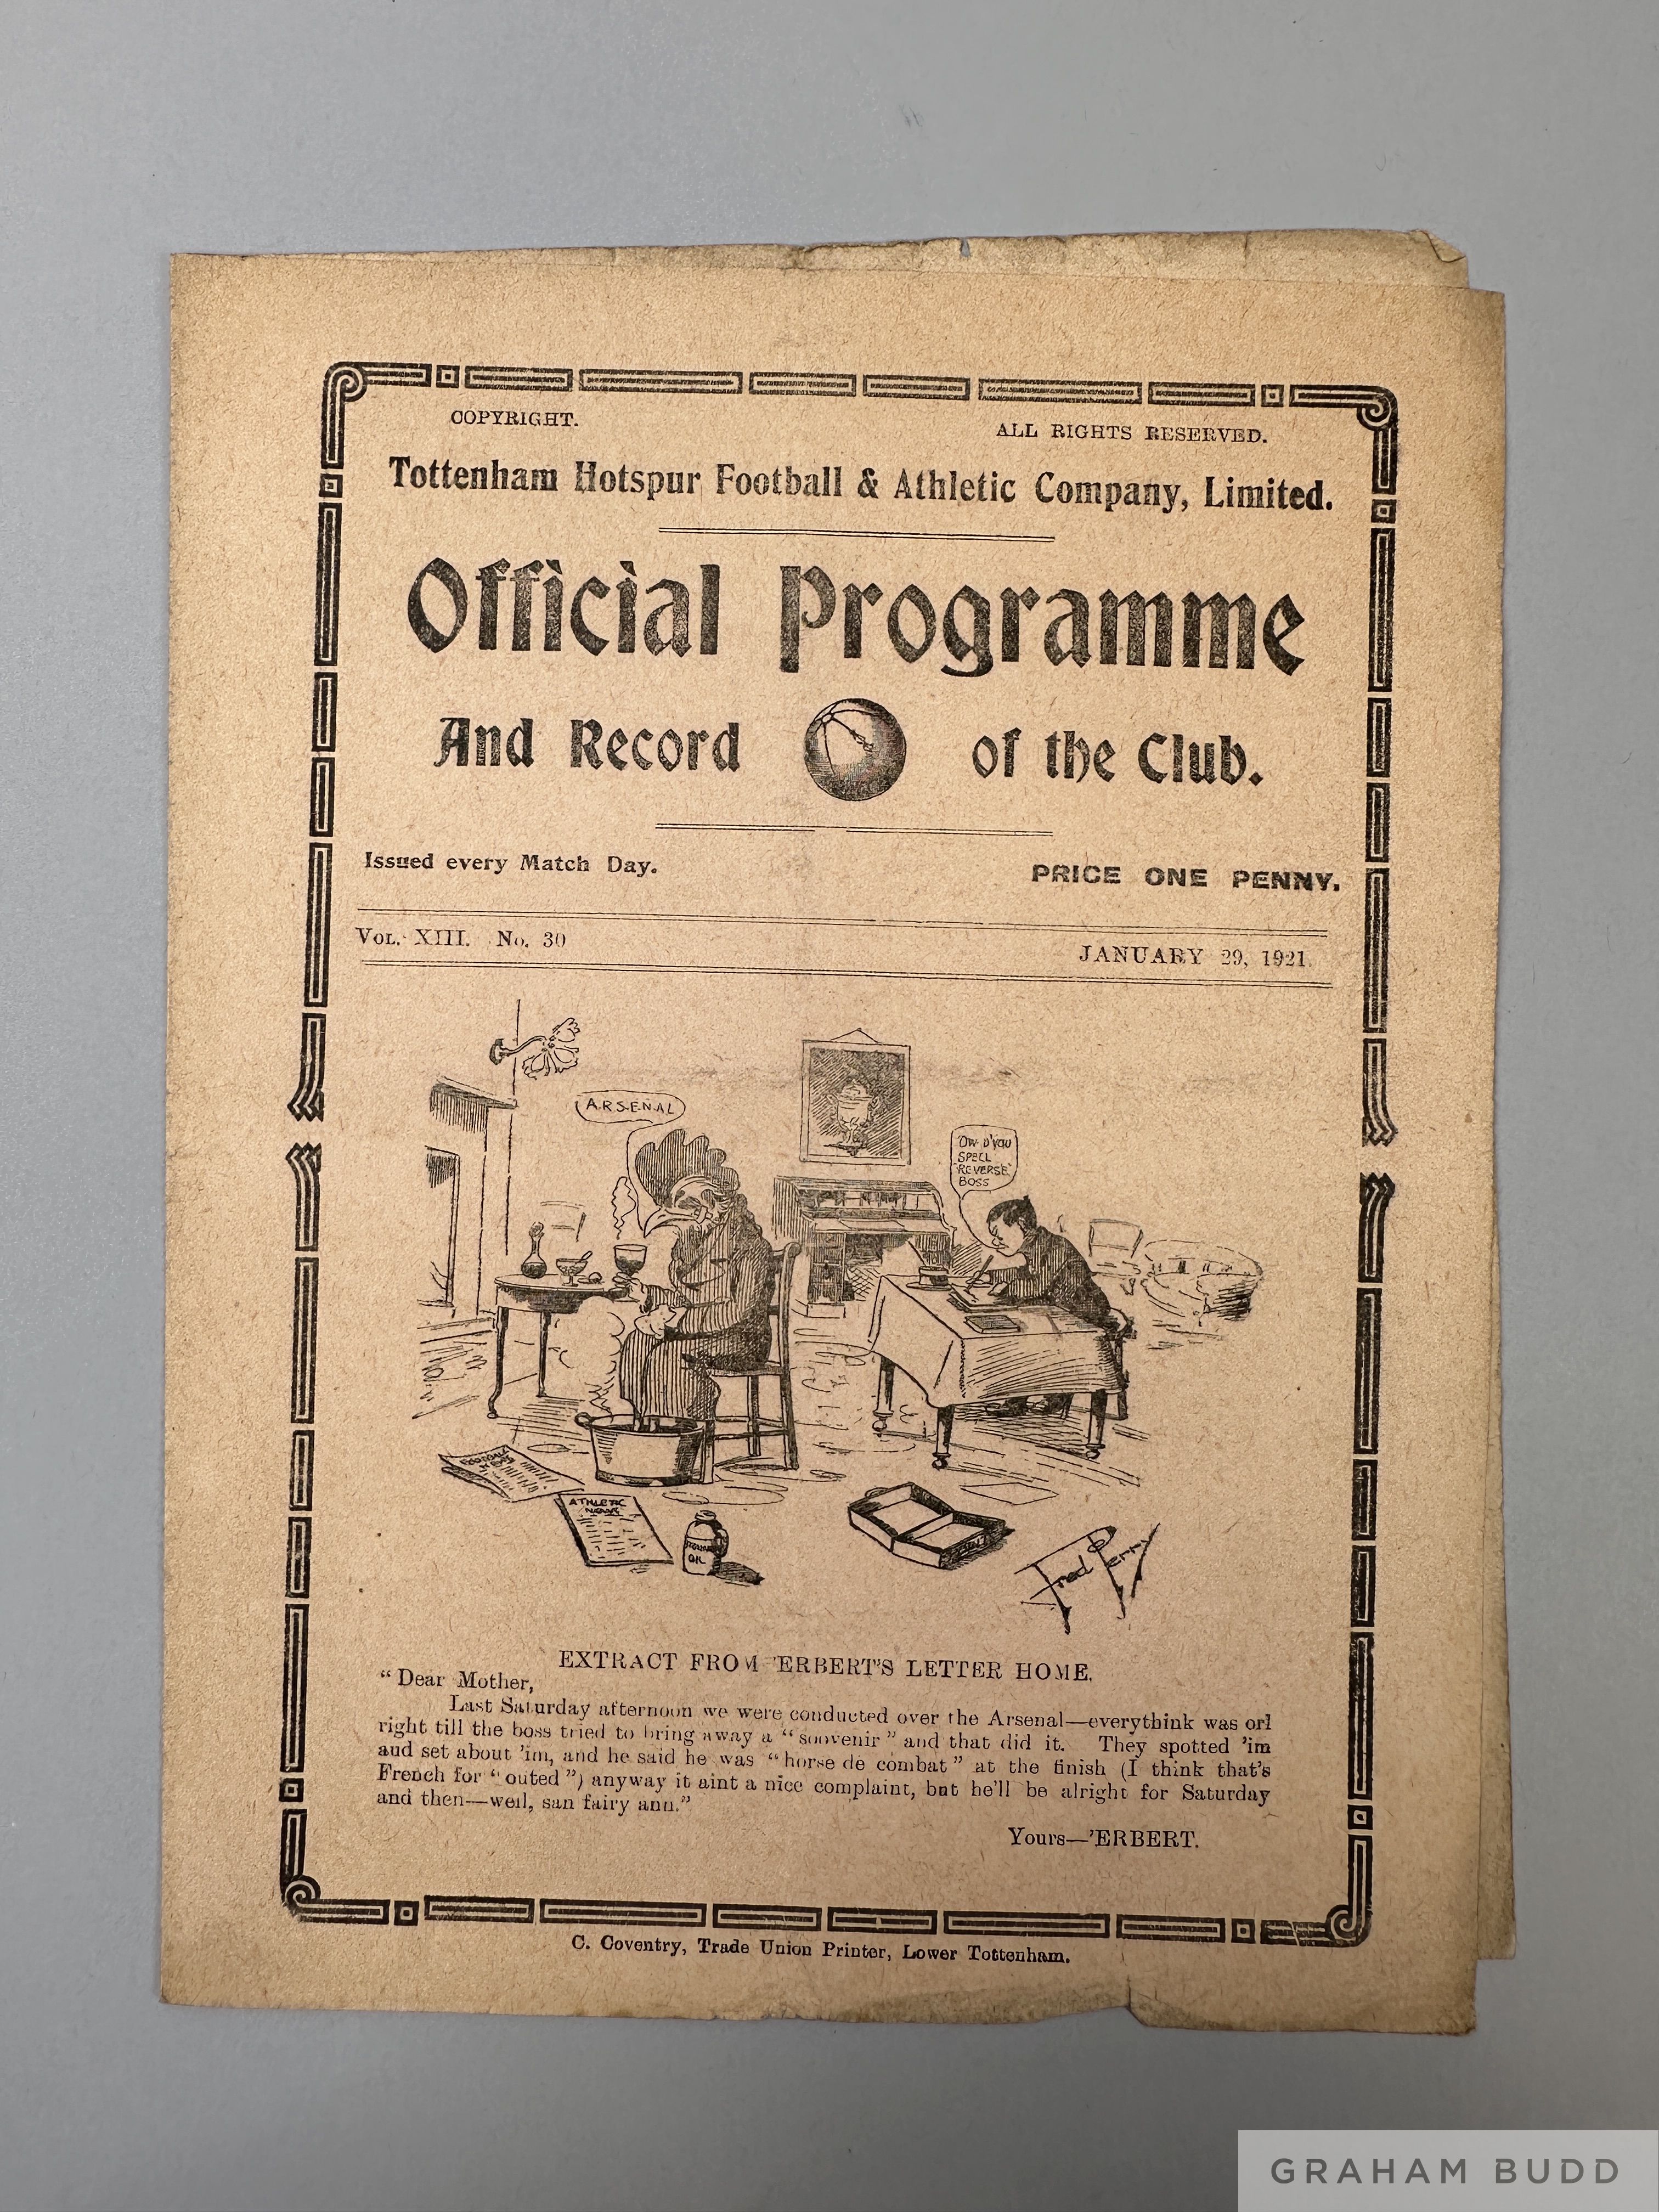 COPYRIGHT.
ALL RIGHTS RESERVED.
Tottenham Hotspur Football & Athletic Company, Limited.
Official Programme
And Record of the Club.
Issued every Match Day.
PRICE ONE PENNY.
VOL. XIII. No. 30
JANUARY 29, 1921.
A.R.S.E.N.A.L
'OW D'YOU
SPELL
'REVERSE'
BOSS
ATHLETIC
NEWS
OIL
Fred Perry
EXTRACT FROM 'ERBERT'S LETTER HOME.
"Dear Mother,
Last Saturday afternoon we were conducted over the Arsenal—everythink was orl
right till the boss tried to bring away a "soovenir" and that did it. They spotted 'im
and set about 'im, and he said he was "horse de combat" at the finish (I think that's
French for "outed") anyway it aint a nice complaint, but he'll be alright for Saturday
and then—well, san fairy ann."
Yours—'ERBERT.
C. Coventry, Trade Union Printer, Lower Tottenham.
GRAHAM BUDD